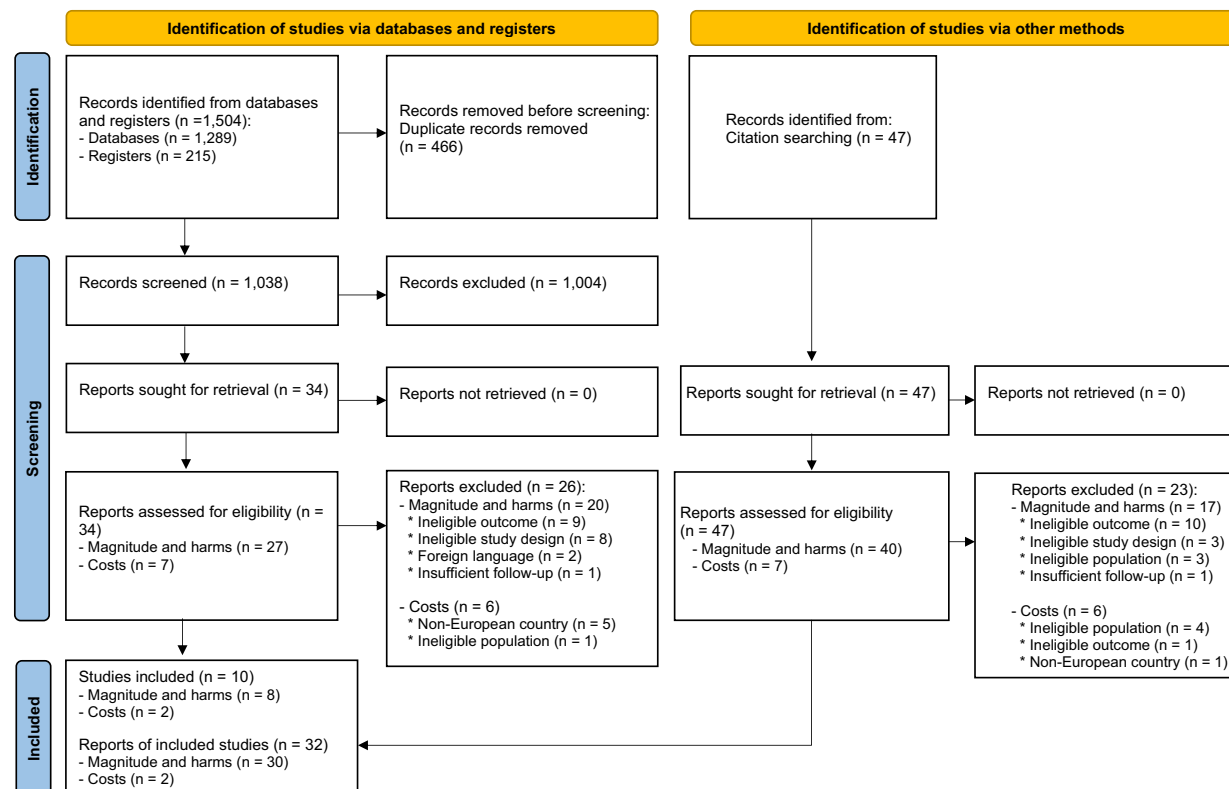 Identification of studies via databases and registers
Identification of studies via other methods
Identification
Records identified from databases
and registers (n =1,504):
- Databases (n = 1,289)
- Registers (n = 215)
Records removed before screening:
Duplicate records removed
(n = 466)
Records identified from:
Citation searching (n = 47)
Screening
Records screened (n = 1,038)
Records excluded (n = 1,004)
Reports sought for retrieval (n = 34)
Reports not retrieved (n = 0)
Reports sought for retrieval (n = 47)
Reports not retrieved (n = 0)
Reports assessed for eligibility (n =
34)
- Magnitude and harms (n = 27)
- Costs (n = 7)
Reports excluded (n = 26):
- Magnitude and harms (n = 20)
* Ineligible outcome (n = 9)
* Ineligible study design (n = 8)
* Foreign language (n = 2)
* Insufficient follow-up (n = 1)
- Costs (n = 6)
* Non-European country (n = 5)
* Ineligible population (n = 1)
Reports assessed for eligibility
(n = 47)
- Magnitude and harms (n = 40)
- Costs (n = 7)
Reports excluded (n = 23):
- Magnitude and harms (n = 17)
* Ineligible outcome (n = 10)
* Ineligible study design (n = 3)
* Ineligible population (n = 3)
* Insufficient follow-up (n = 1)
- Costs (n = 6)
* Ineligible population (n = 4)
* Ineligible outcome (n = 1)
* Non-European country (n = 1)
Included
Studies included (n = 10)
- Magnitude and harms (n = 8)
- Costs (n = 2)
Reports of included studies (n = 32)
- Magnitude and harms (n = 30)
- Costs (n = 2)